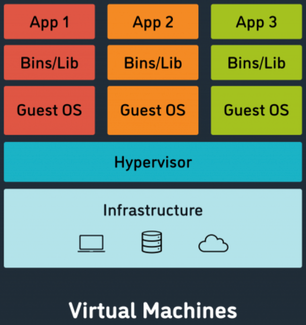 App 1 App 2 App 3
Bins/Lib Bins/Lib Bins/Lib
Guest OS Guest OS Guest OS
Hypervisor
Infrastructure
Virtual Machines